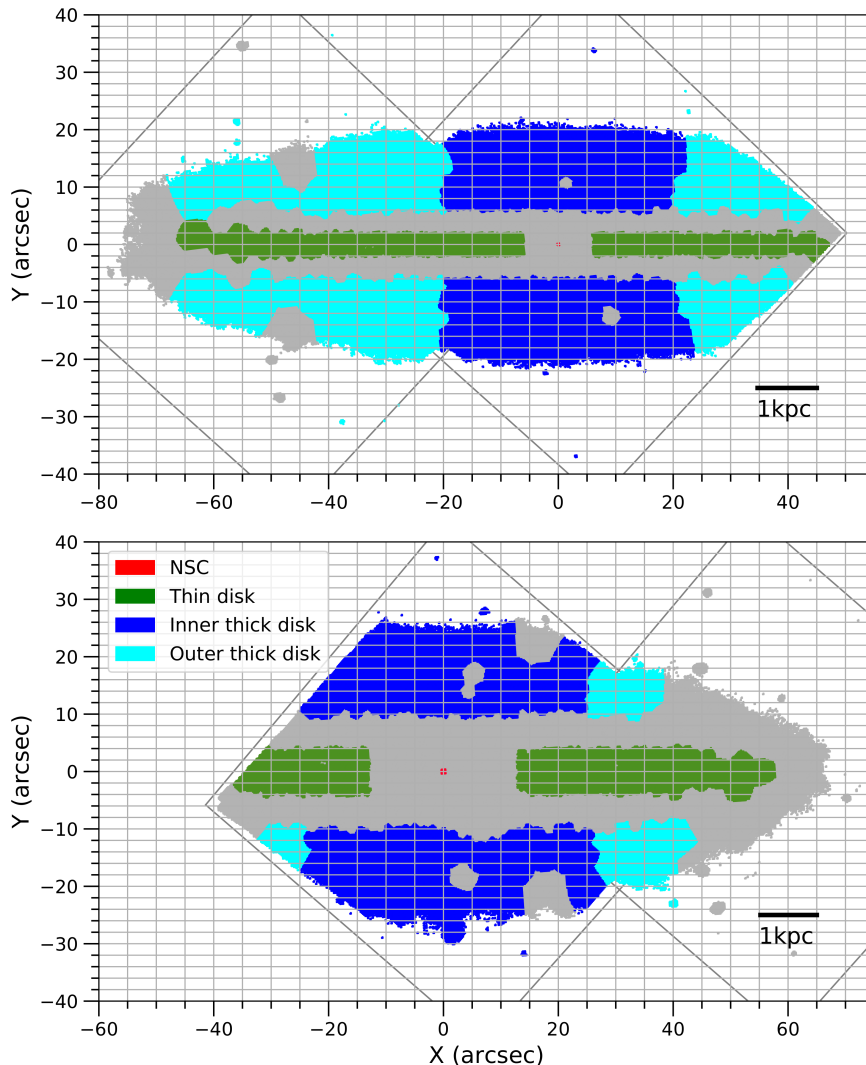 40
30
20
10
0
−10
−20
−30
−40
Y (arcsec)
1kpc
−80 −60 −40 −20 0 20 40
40
30
20
10
0
−10
−20
−30
−40
Y (arcsec)
NSC
Thin disk
Inner thick disk
Outer thick disk
1kpc
−60 −40 −20 0 20 40 60
X (arcsec)